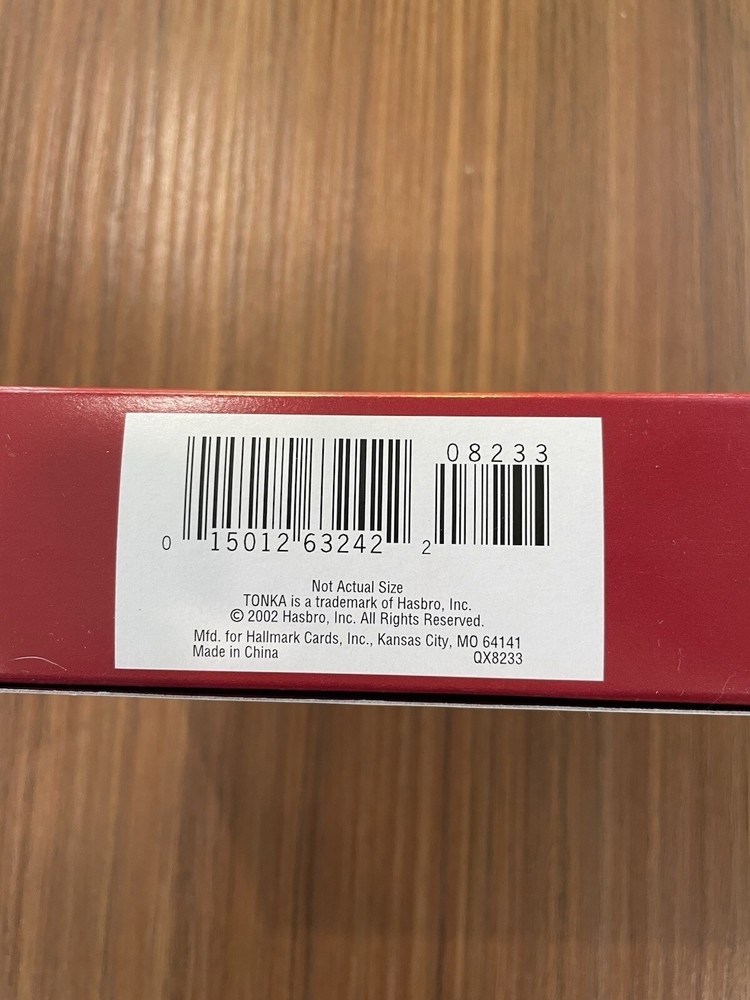 08233
0 15012 63242 2
Not Actual Size
TONKA is a trademark of Hasbro, Inc.
© 2002 Hasbro, Inc. All Rights Reserved.
Mfd. for Hallmark Cards, Inc., Kansas City, MO 64141
Made in China QX8233